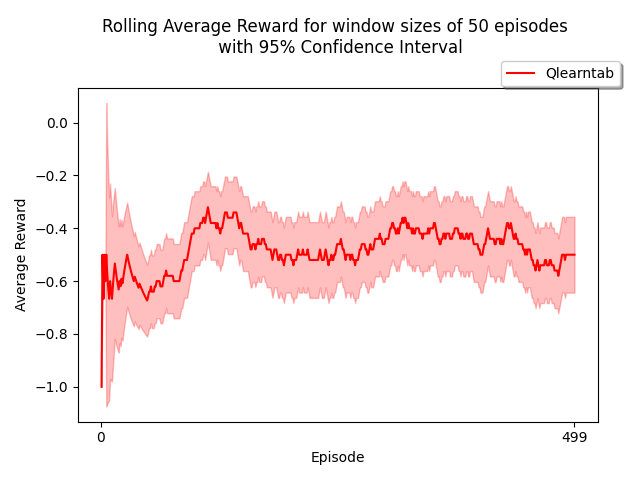 Rolling Average Reward for window sizes of 50 episodes
with 95% Confidence Interval
Qlearntab
0.0
−0.2
−0.4
−0.6
−0.8
−1.0
Average Reward
0
499
Episode